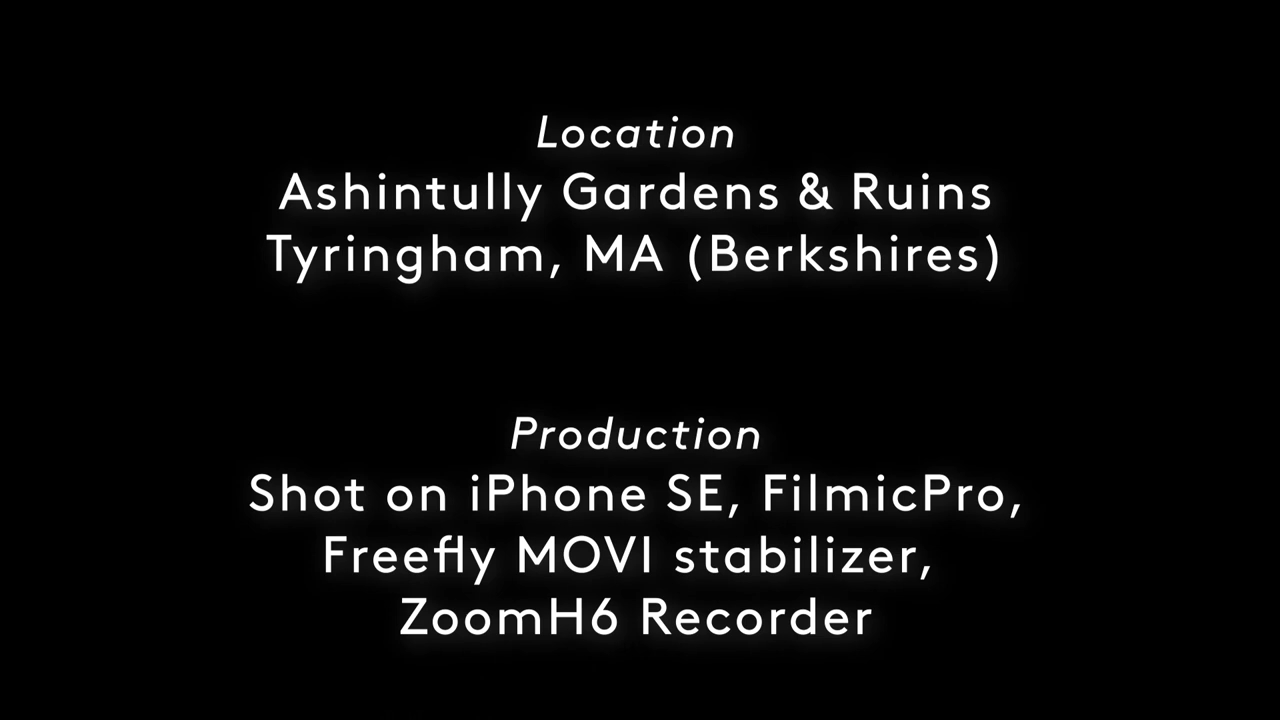 Location
Ashintully Gardens & Ruins
Tyringham, MA (Berkshires)
Production
Shot on iPhone SE, FilmicPro,
Freefly MOVI stabilizer,
ZoomH6 Recorder